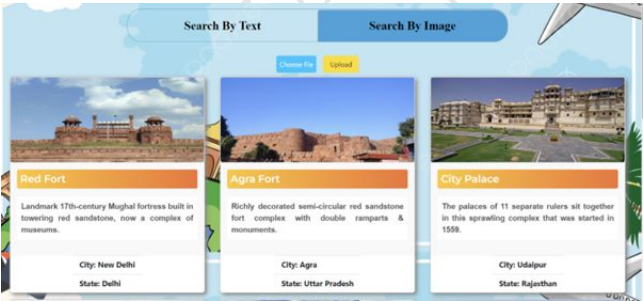 Search By Text
Search By Image
Choose File
Upload
Red Fort
Landmark 17th-century Mughal fortress built in
towering red sandstone, now a complex of
museums.
City: New Delhi
State: Delhi
Agra Fort
Richly decorated semi-circular red sandstone
fort complex with double ramparts &
monuments.
City: Agra
State: Uttar Pradesh
City Palace
The palaces of 11 separate rulers sit together
in this sprawling complex that was started in
1559.
City: Udaipur
State: Rajasthan